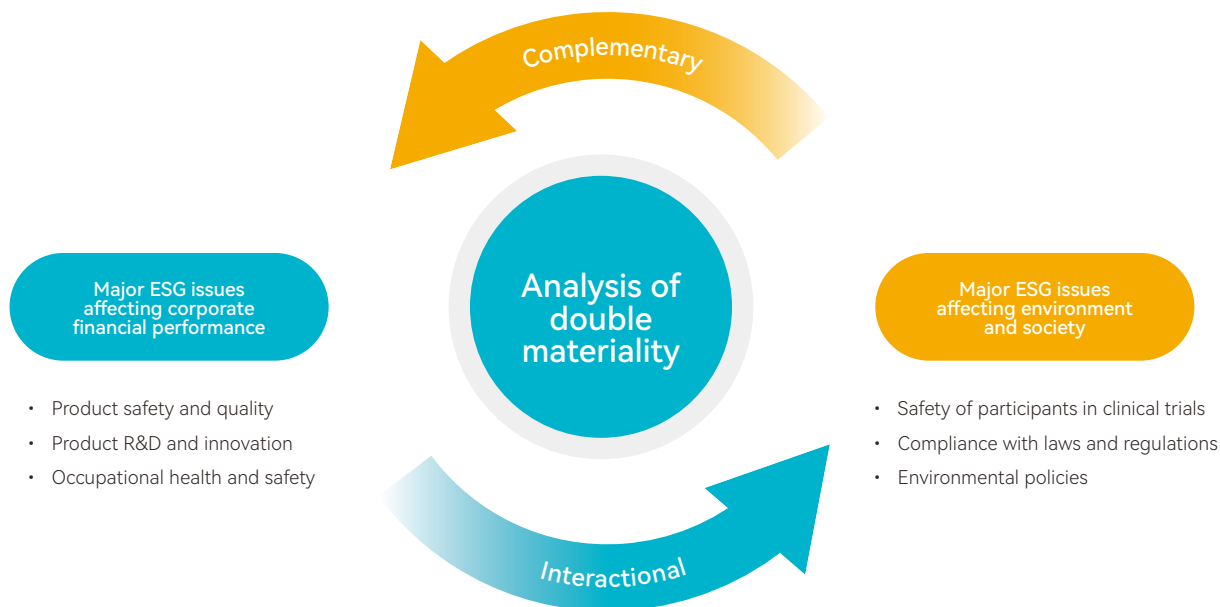 Complementary
Analysis of
double
materiality
Major ESG issues
affecting corporate
financial performance
• Product safety and quality
• Product R&D and innovation
• Occupational health and safety
Major ESG issues
affecting environment
and society
• Safety of participants in clinical trials
• Compliance with laws and regulations
• Environmental policies
Interactional